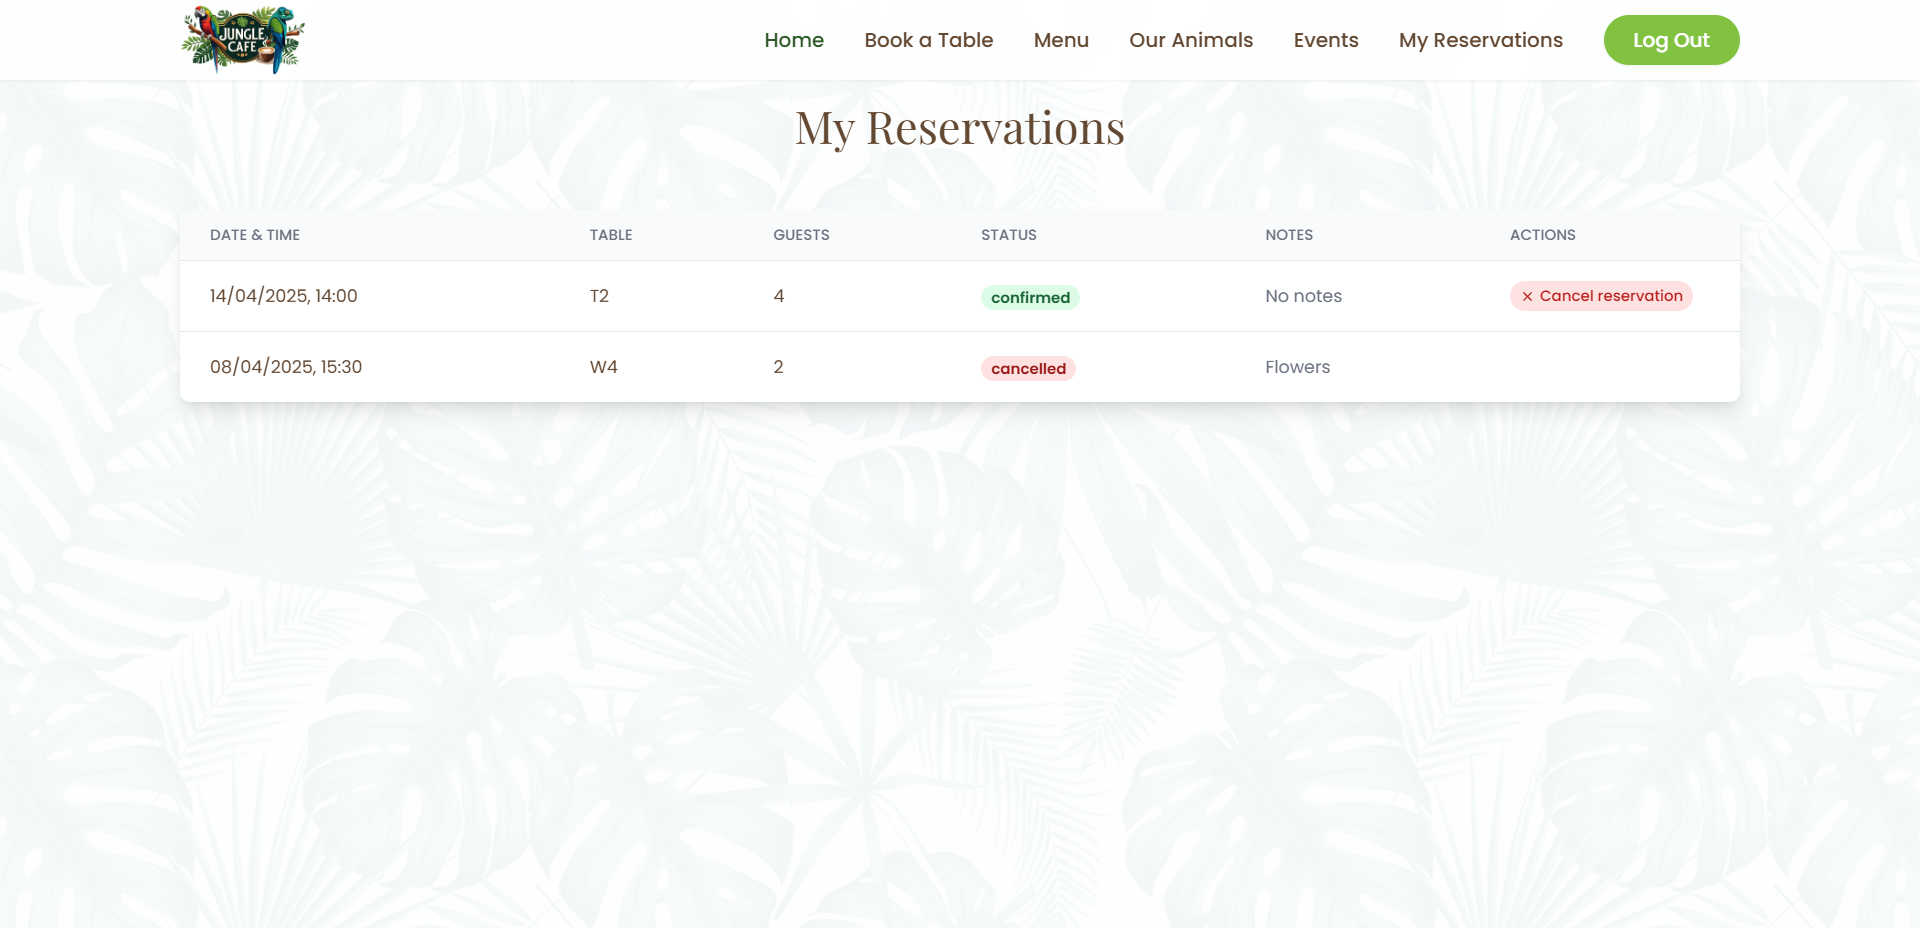 JUNGLE
CAFE
Home Book a Table Menu Our Animals Events My Reservations Log Out
My Reservations
DATE & TIME TABLE GUESTS STATUS NOTES ACTIONS
14/04/2025, 14:00 T2 4 confirmed No notes × Cancel reservation
08/04/2025, 15:30 W4 2 cancelled Flowers